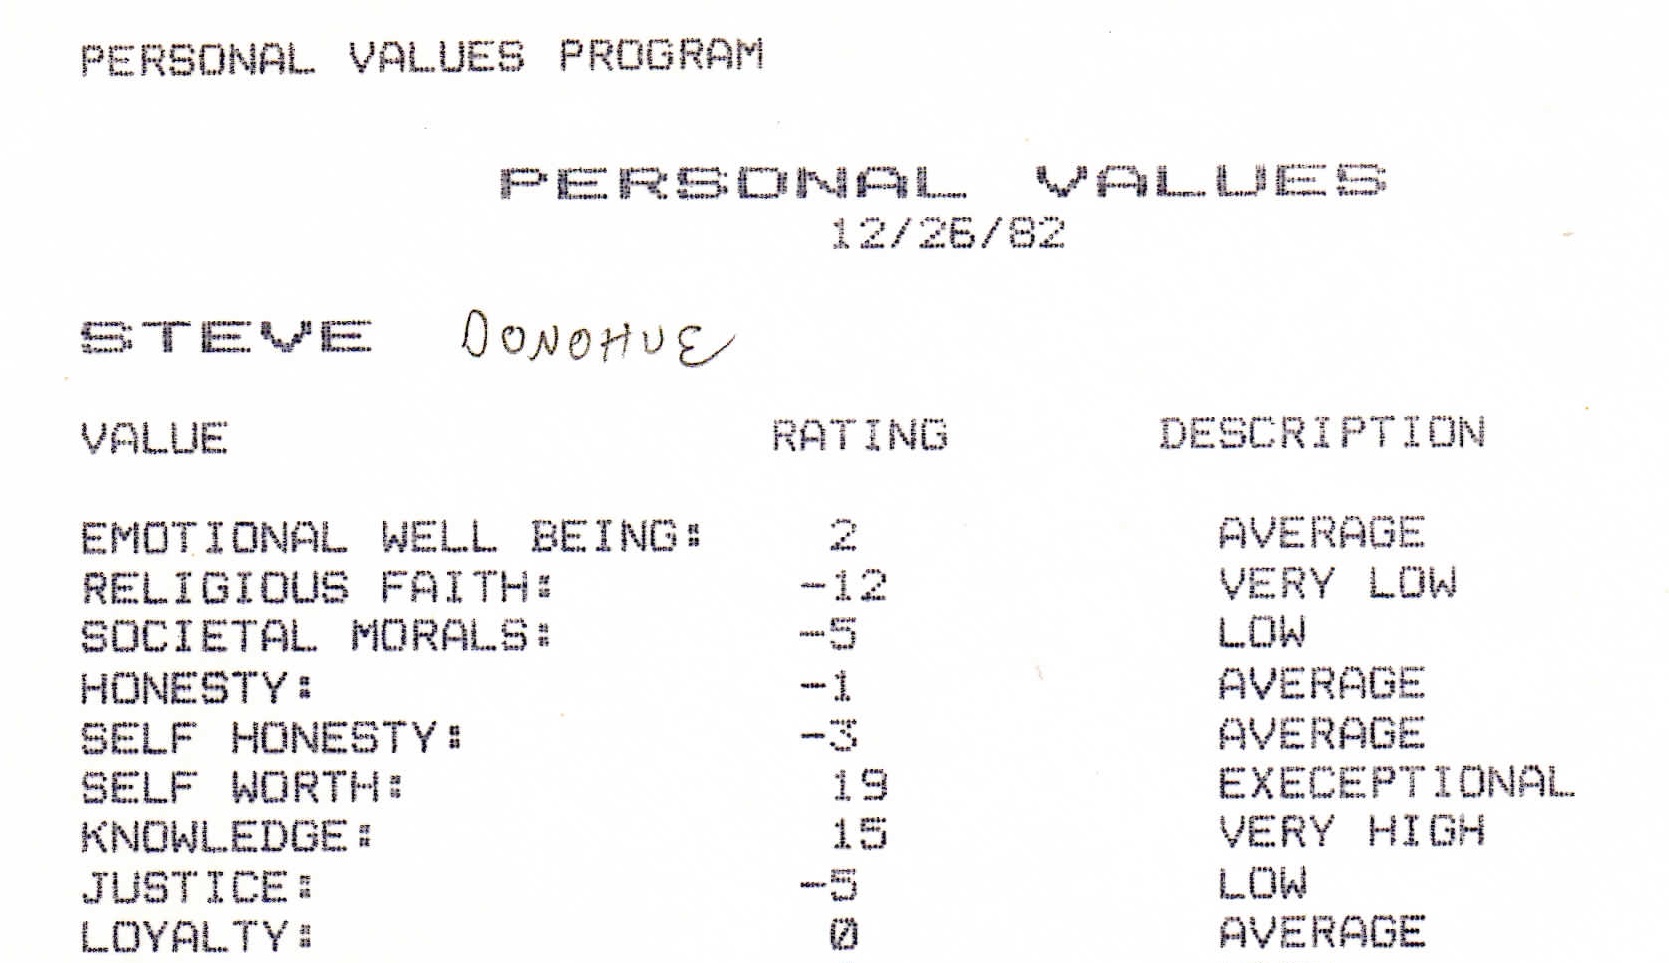 PERSONAL VALUES PROGRAM
PERSONAL VALUES
12/26/82
STEVE DONOHUE
VALUE RATING DESCRIPTION
EMOTIONAL WELL BEING: 2 AVERAGE
RELIGIOUS FAITH: -12 VERY LOW
SOCIETAL MORALS: -5 LOW
HONESTY: -1 AVERAGE
SELF HONESTY: -3 AVERAGE
SELF WORTH: 19 EXECEPTIONAL
KNOWLEDGE: 15 VERY HIGH
JUSTICE: -5 LOW
LOYALTY: 0 AVERAGE